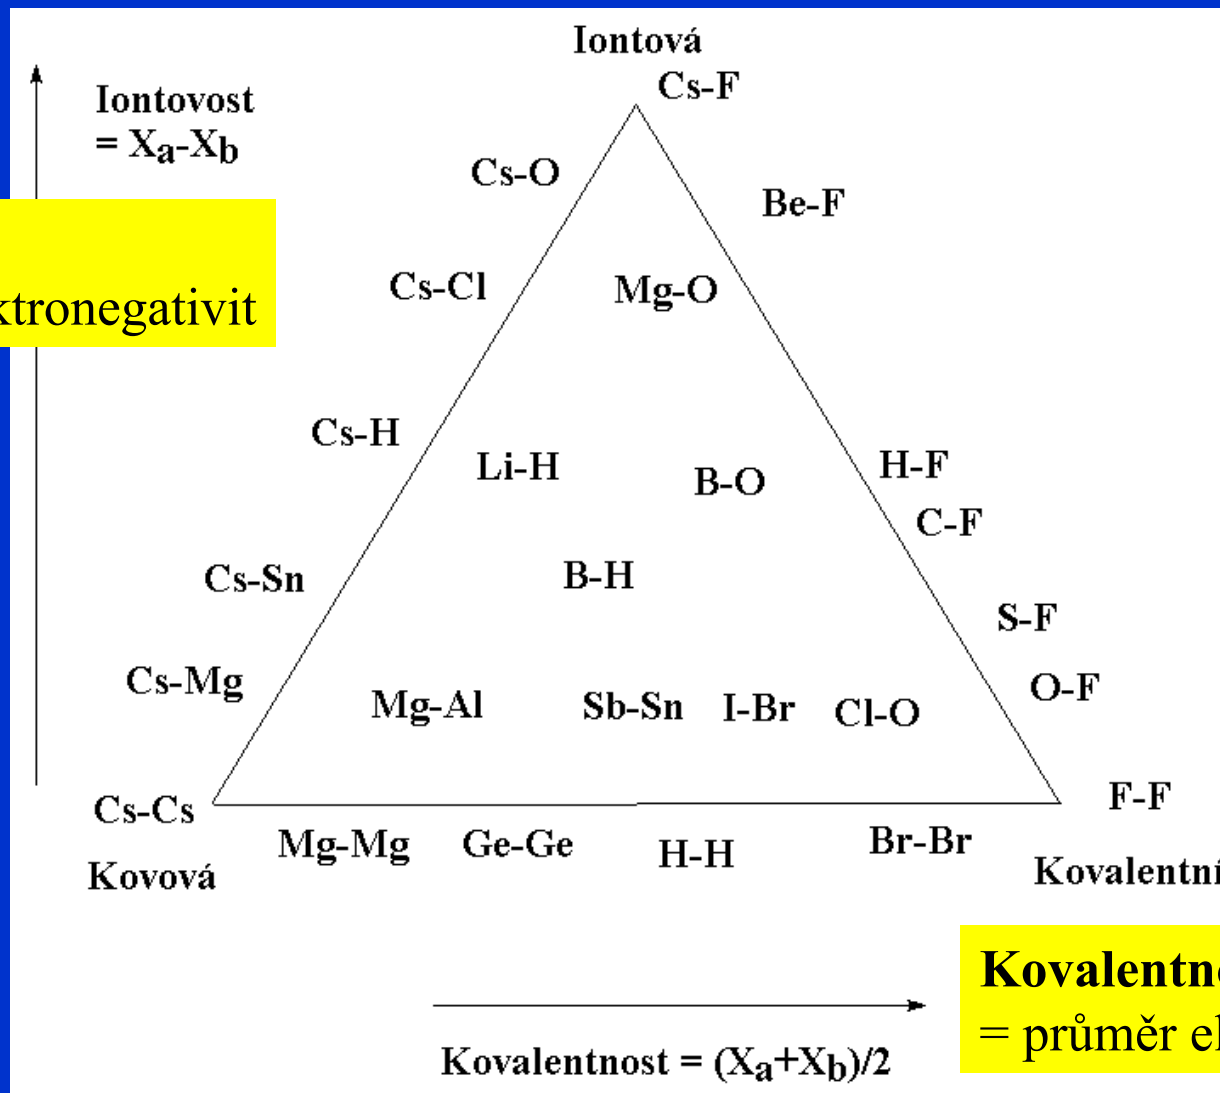 Iontová
Cs-F
Iontovost
= Xa-Xb
Cs-O
Be-F
Cs-Cl
Mg-O
ktronegativit
Cs-H
Li-H
B-O
H-F
C-F
Cs-Sn
B-H
S-F
Cs-Mg
Mg-Al
Sb-Sn
I-Br
Cl-O
O-F
Cs-Cs
F-F
Mg-Mg
Ge-Ge
H-H
Br-Br
Kovová
Kovalentní
Kovalentn
= průměr el
Kovalentnost = (Xa+Xb)/2